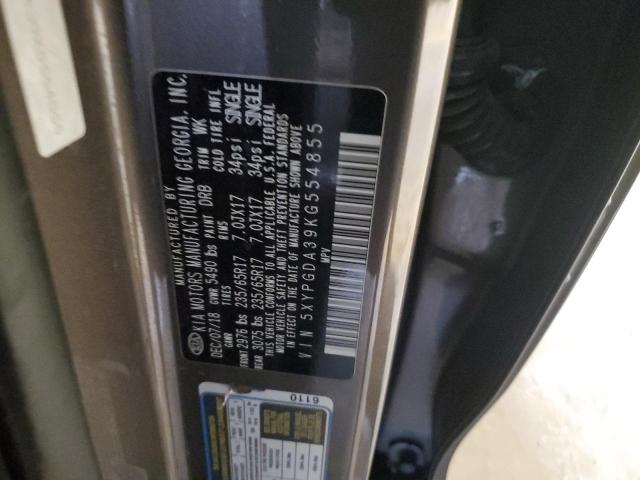 MANUFACTURED BY
KIA KIA MOTORS MANUFACTURING GEORGIA, INC.
DEC/07/18 GVWR 5490 lbs PAINT DRB TRIM WK
GAWR TIRES RIMS COLD TIRE INFL
FRONT 2976 lbs 235/65R17 7.0JX17 34psi SINGLE
REAR 3075 lbs 235/65R17 7.0JX17 34psi SINGLE
THIS VEHICLE CONFORMS TO ALL APPLICABLE U.S.A. FEDERAL
MOTOR VEHICLE SAFETY AND THEFT PREVENTION STANDARDS
IN EFFECT ON THE DATE OF MANUFACTURE SHOWN ABOVE
VIN 5XYPGDA39KG554855
MPV
6110